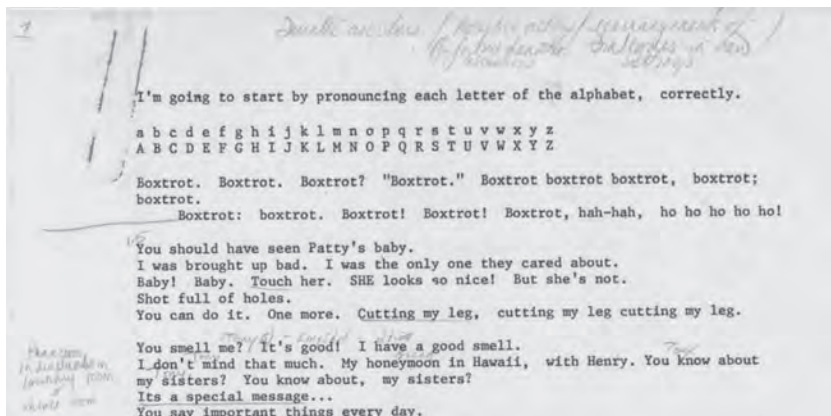 1
I'm going to start by pronouncing each letter of the alphabet, correctly.
a b c d e f g h i j k l m n o p q r s t u v w x y z
A B C D E F G H I J K L M N O P Q R S T U V W X Y Z
Boxtrot. Boxtrot. Boxtrot? "Boxtrot." Boxtrot boxtrot boxtrot, boxtrot;
boxtrot.
Boxtrot: boxtrot. Boxtrot! Boxtrot! Boxtrot, hah-hah, ho ho ho ho ho!
You should have seen Patty's baby.
I was brought up bad. I was the only one they cared about.
Baby! Baby. Touch her. SHE looks so nice! But she's not.
Shot full of holes.
You can do it. One more. Cutting my leg, cutting my leg cutting my leg.
You smell me? It's good! I have a good smell.
I don't mind that much. My honeymoon in Hawaii, with Henry. You know about
my sisters? You know about, my sisters?
Its a special message...
You say important things every day.